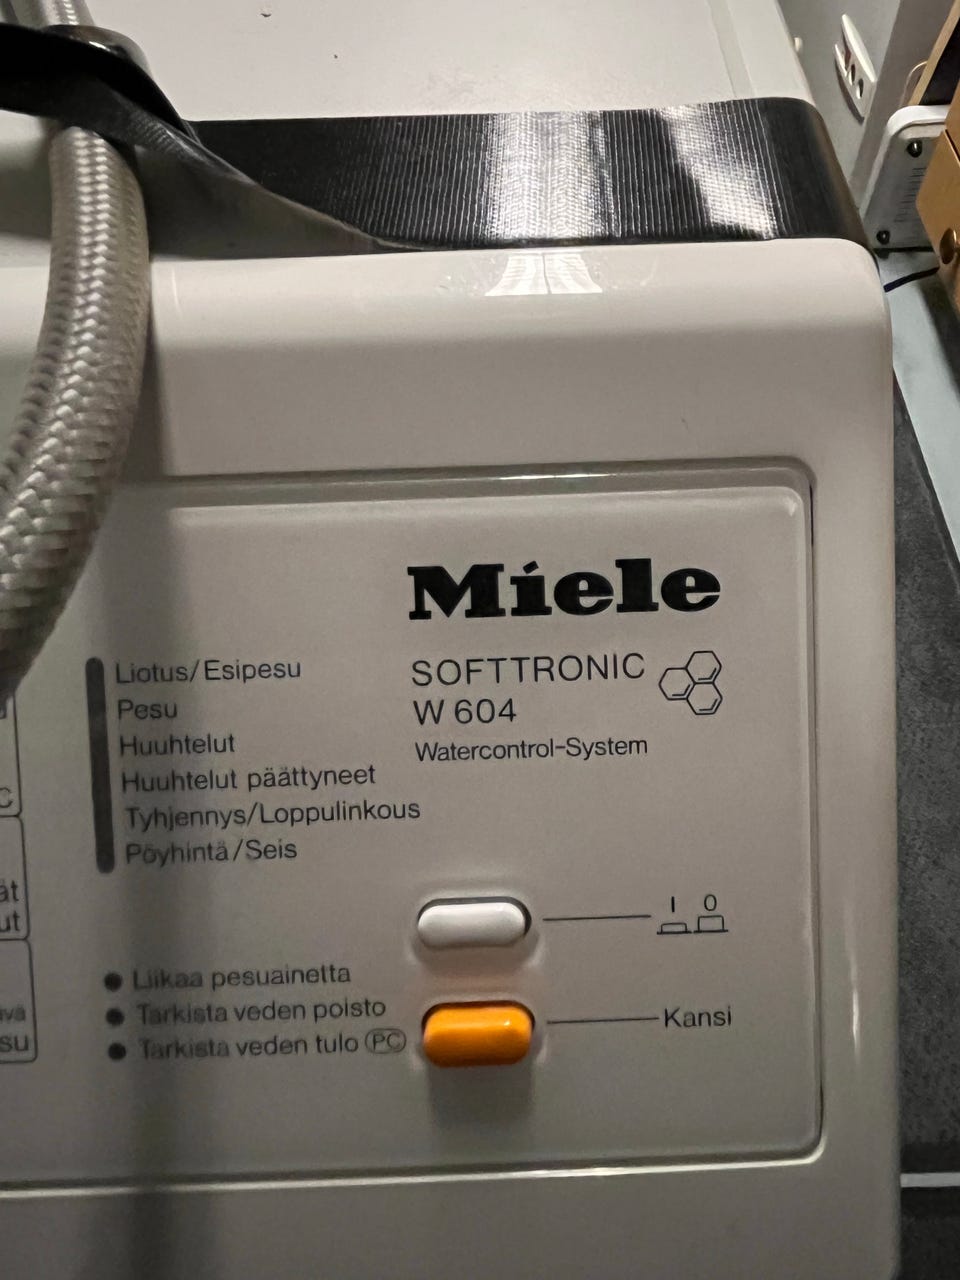 Miele
SOFTTRONIC
W 604
Watercontrol-System
Liotus/Esipesu
Pesu
Huuhtelut
Huuhtelut päättyneet
Tyhjennys/Loppulinkous
Pöyhintä/Seis
I 0
Liikaa pesuainetta
Tarkista veden poisto
Tarkista veden tulo PC
Kansi